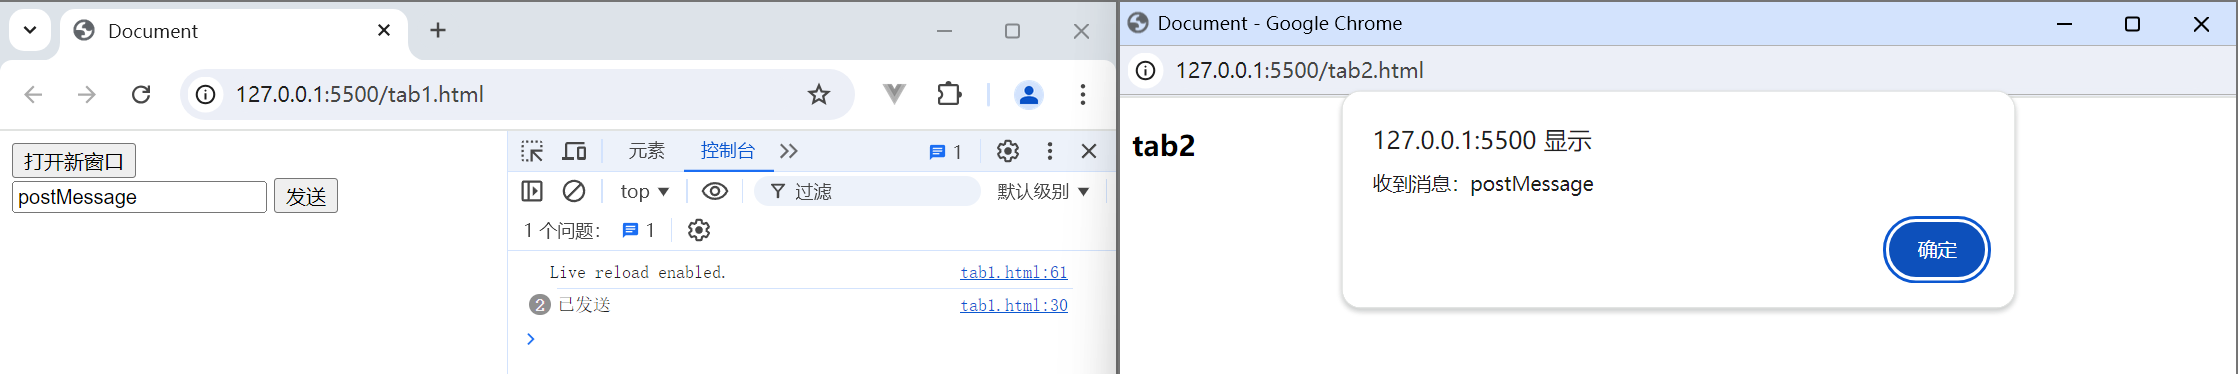 Document
127.0.0.1:5500/tab1.html
打开新窗口
postMessage 发送
元素 控制台 1
top 过滤 默认级别
1 个问题： 1
Live reload enabled. tab1.html:61
2 已发送 tab1.html:30
Document - Google Chrome
127.0.0.1:5500/tab2.html
tab2
127.0.0.1:5500 显示
收到消息：postMessage
确定